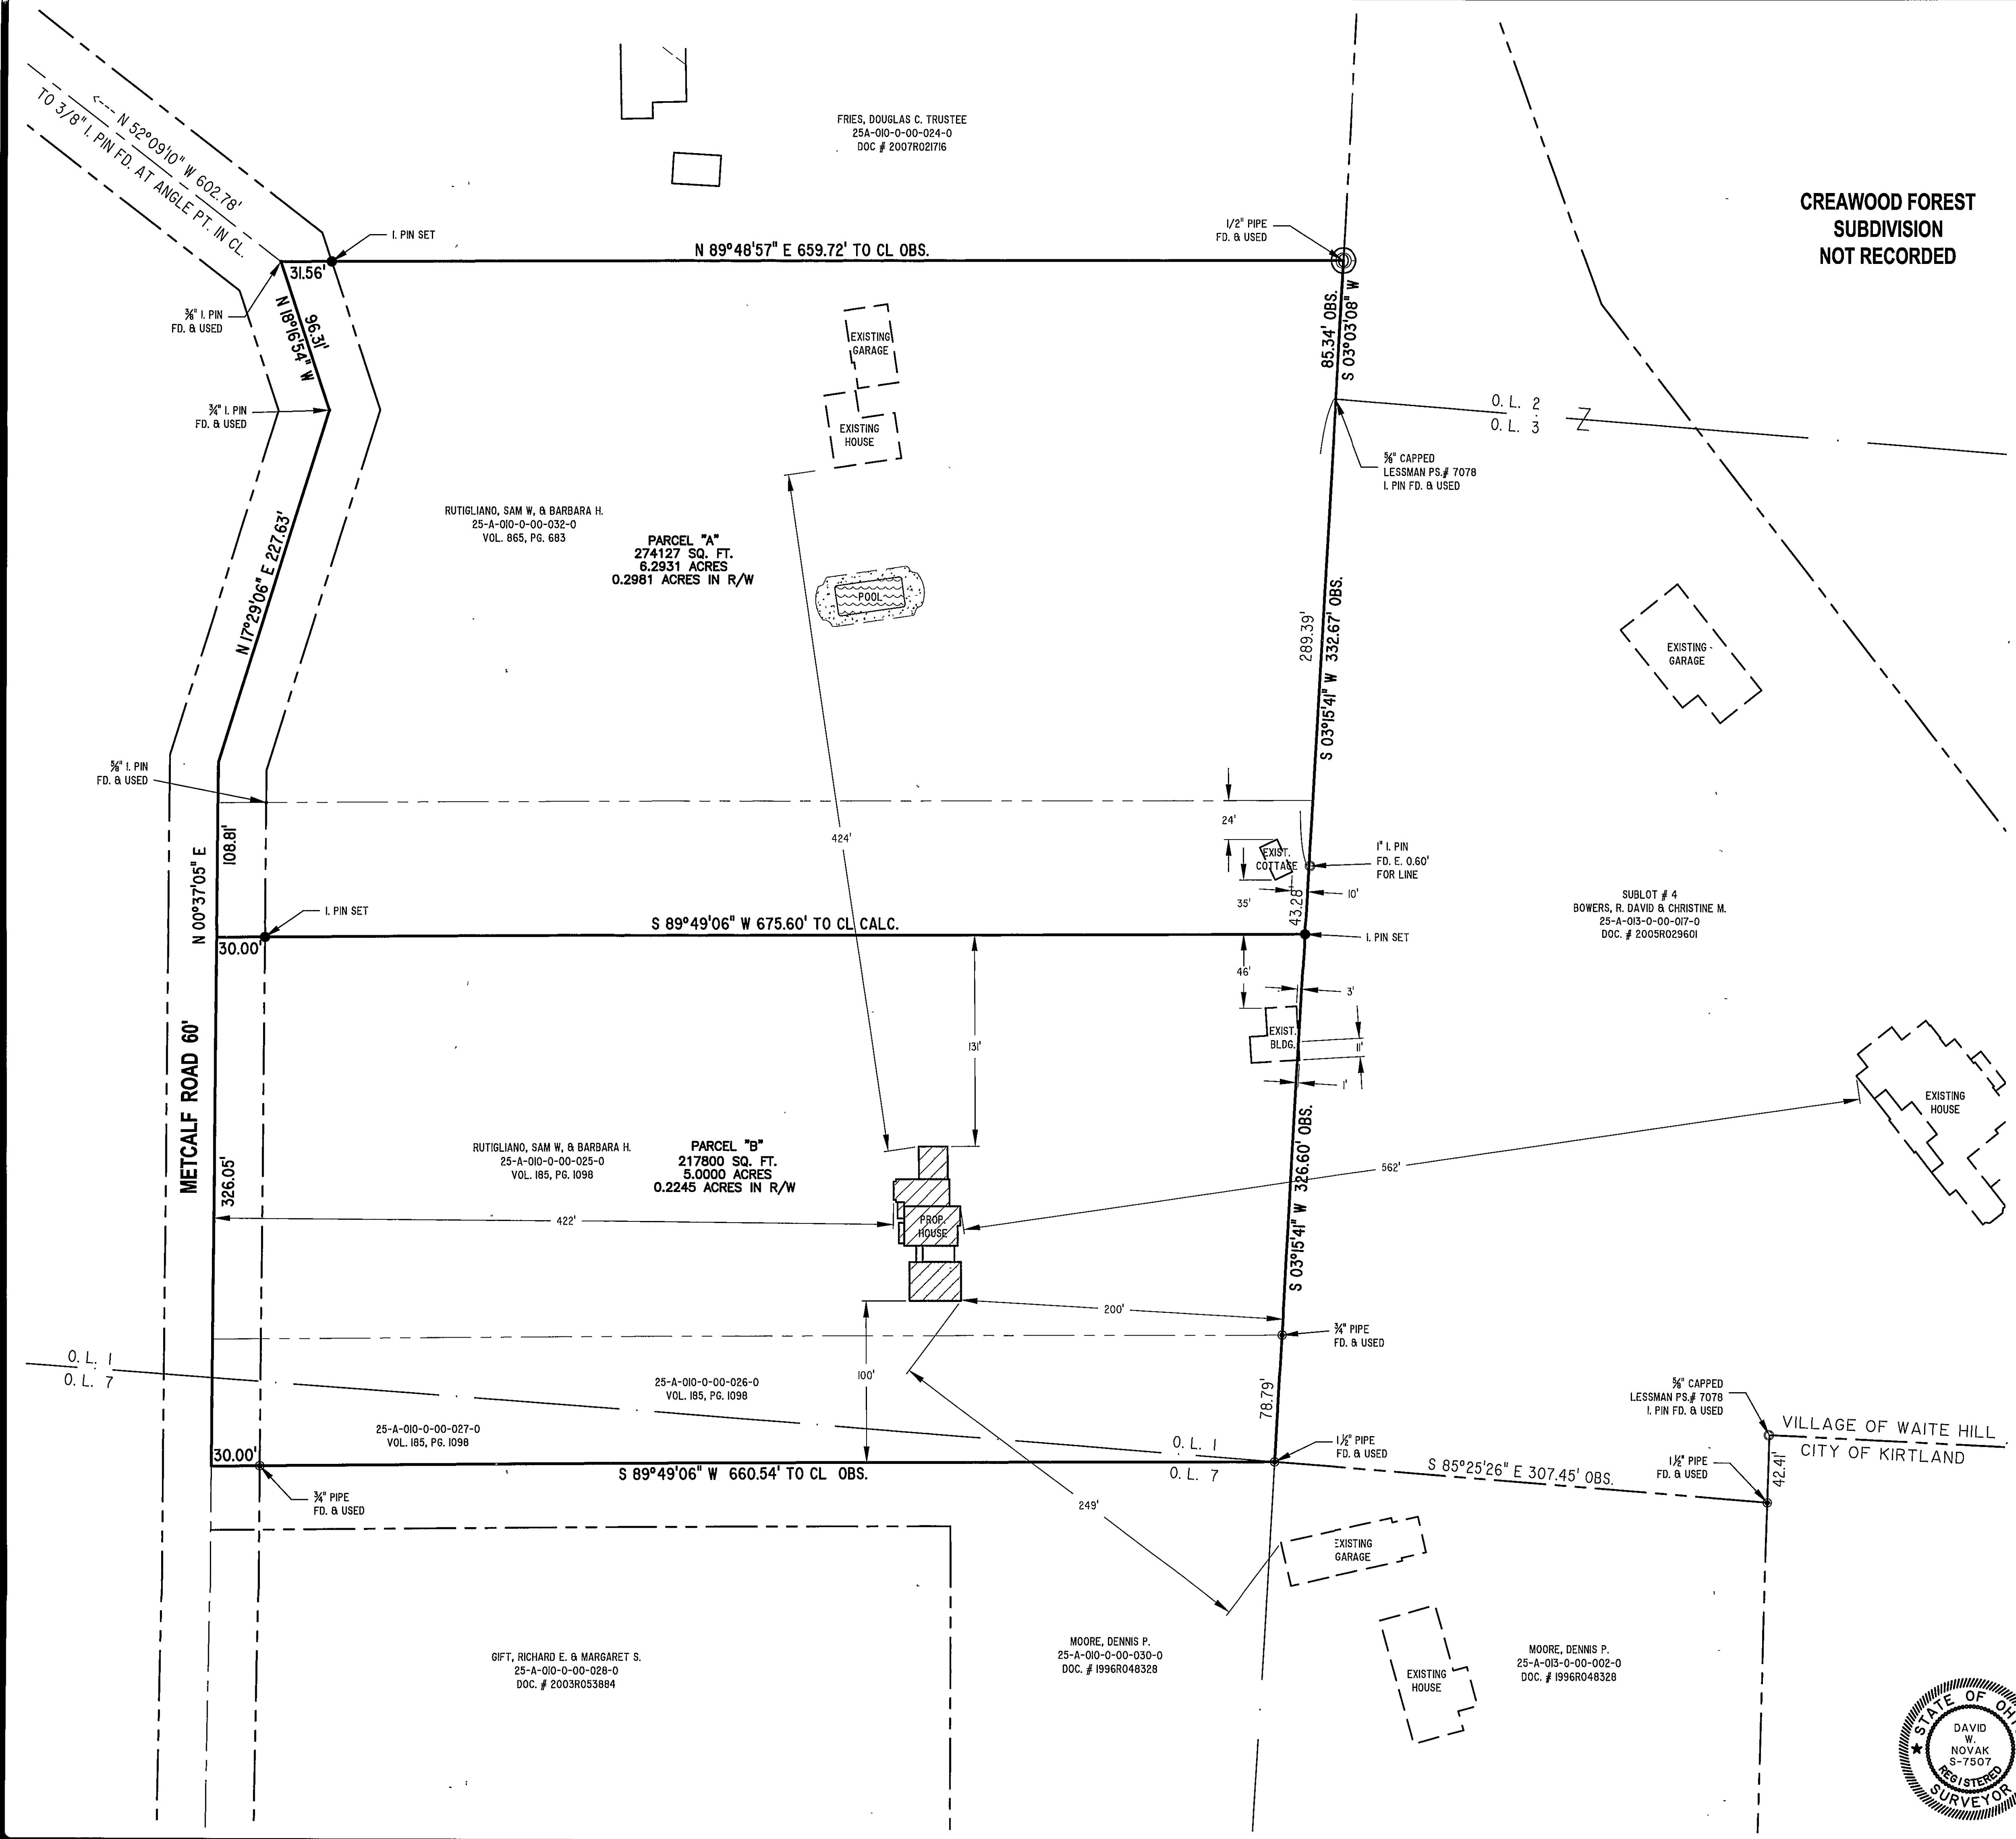 <--- N 52°09'10" W 602.78'
TO 3/8" I. PIN FD. AT ANGLE PT. IN CL.
FRIES, DOUGLAS C. TRUSTEE
25A-010-0-00-024-0
DOC # 2007R021716
CREAWOOD FOREST
SUBDIVISION
NOT RECORDED
I. PIN SET
1/2" PIPE
FD. & USED
N 89°48'57" E 659.72' TO CL OBS.
31.56'
⅜" I. PIN
FD. & USED
96.31'
N 18°16'54" W
85.34' OBS.
S 03°03'08" W
EXISTING
GARAGE
¾" I. PIN
FD. & USED
EXISTING
HOUSE
O. L. 2
O. L. 3
⅝" CAPPED
LESSMAN PS.# 7078
I. PIN FD. & USED
RUTIGLIANO, SAM W, & BARBARA H.
25-A-010-0-00-032-0
VOL. 865, PG. 683
PARCEL "A"
274127 SQ. FT.
6.2931 ACRES
0.2981 ACRES IN R/W
N 17°29'06" E 227.63'
POOL
289.39'
S 03°15'41" W 332.67' OBS.
EXISTING
GARAGE
⅝" I. PIN
FD. & USED
24'
424'
N 00°37'05" E
108.81'
EXIST.
COTTAGE
1" I. PIN
FD. E. 0.60'
FOR LINE
10'
35'
43.28'
SUBLOT # 4
BOWERS, R. DAVID & CHRISTINE M.
25-A-013-0-00-017-0
DOC. # 2005R029601
I. PIN SET
S 89°49'06" W 675.60' TO CL CALC.
I. PIN SET
30.00'
46'
3'
EXIST.
BLDG.
11'
131'
1'
METCALF ROAD 60'
EXISTING
HOUSE
RUTIGLIANO, SAM W, & BARBARA H.
25-A-010-0-00-025-0
VOL. 185, PG. 1098
PARCEL "B"
217800 SQ. FT.
5.0000 ACRES
0.2245 ACRES IN R/W
326.05'
562'
S 03°15'41" W 326.60' OBS.
422'
PROP.
HOUSE
200'
¾" PIPE
FD. & USED
O. L. 1
O. L. 7
100'
25-A-010-0-00-026-0
VOL. 185, PG. 1098
78.79'
⅝" CAPPED
LESSMAN PS.# 7078
I. PIN FD. & USED
25-A-010-0-00-027-0
VOL. 185, PG. 1098
VILLAGE OF WAITE HILL
CITY OF KIRTLAND
O. L. 1
O. L. 7
1½" PIPE
FD. & USED
30.00'
S 89°49'06" W 660.54' TO CL OBS.
S 85°25'26" E 307.45' OBS.
1½" PIPE
FD. & USED
42.41'
¾" PIPE
FD. & USED
249'
EXISTING
GARAGE
GIFT, RICHARD E. & MARGARET S.
25-A-010-0-00-028-0
DOC. # 2003R053884
MOORE, DENNIS P.
25-A-010-0-00-030-0
DOC. # 1996R048328
EXISTING
HOUSE
MOORE, DENNIS P.
25-A-013-0-00-002-0
DOC. # 1996R048328
STATE OF OH
DAVID
W.
NOVAK
S-7507
REGISTERED
SURVEYOR